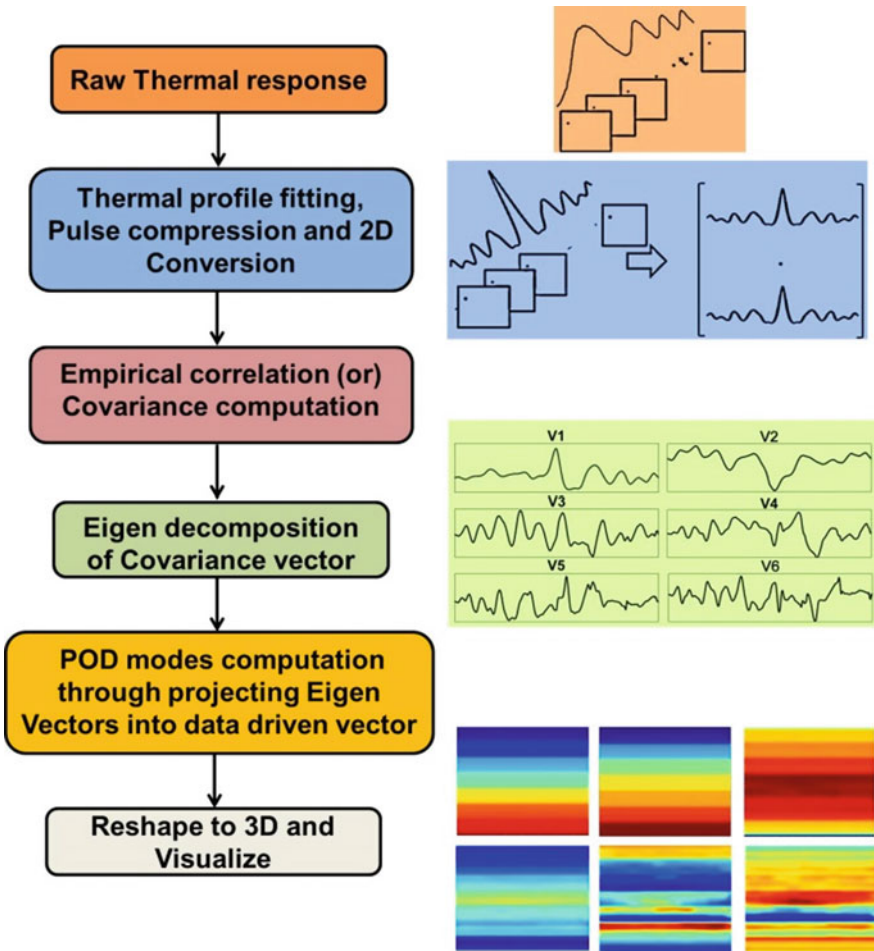 Raw Thermal response
Thermal profile fitting,
Pulse compression and 2D
Conversion
Empirical correlation (or)
Covariance computation
Eigen decomposition
of Covariance vector
POD modes computation
through projecting Eigen
Vectors into data driven vector
Reshape to 3D and
Visualize
V1
V2
V3
V4
V5
V6